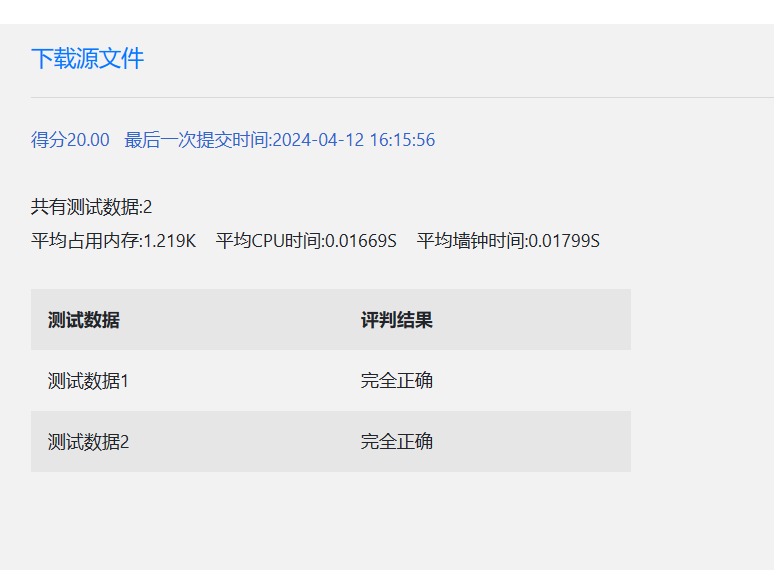 下载源文件
得分20.00 最后一次提交时间:2024-04-12 16:15:56
共有测试数据:2
平均占用内存:1.219K 平均CPU时间:0.01669S 平均墙钟时间:0.01799S
测试数据 评判结果
测试数据1 完全正确
测试数据2 完全正确